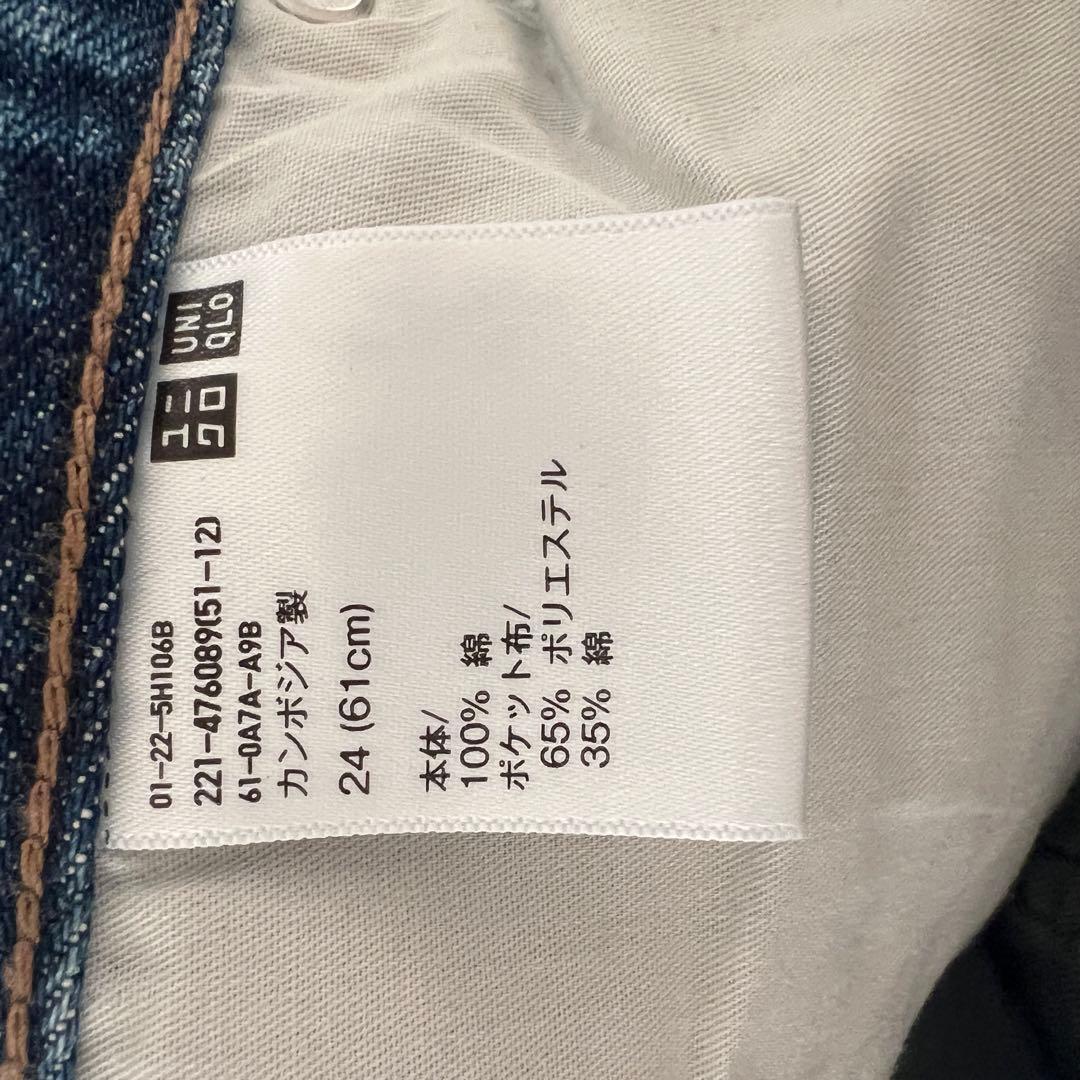 ユニクロ
UNIQLO
01-22-5H106B
221-476089(51-12)
61-0A7A-A9B
カンボジア製
24 (61cm)
本体/
100% 綿
ポケット布/
65% ポリエステル
35% 綿